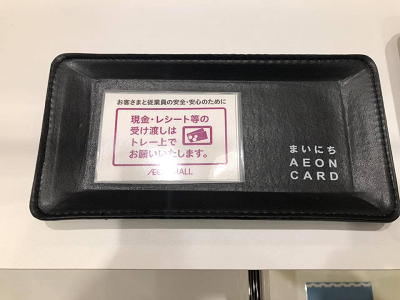 お客さまと従業員の安全・安心のために
現金・レシート等の
受け渡しは
トレー上で
お願いいたします。
ÆON MALL
まいにち
AEON
CARD